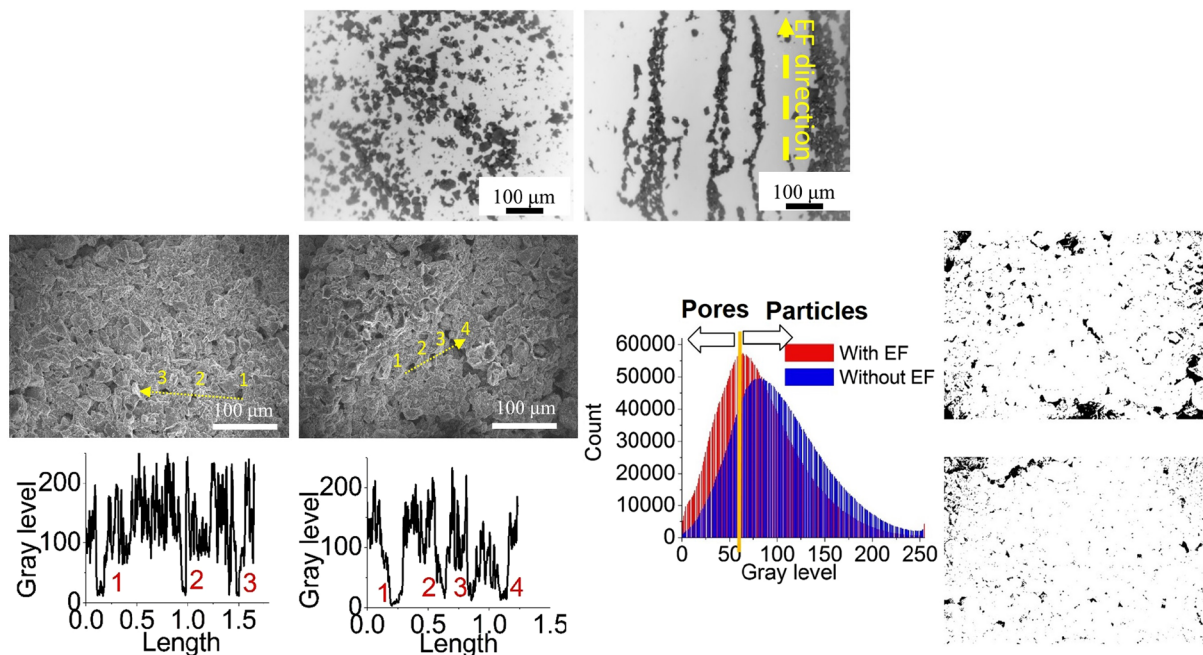 EF direction
100 µm
100 µm
1
2
3
100 µm
1
2
3
4
100 µm
Gray level
200
100
0
1
2
3
0.0
0.5
1.0
1.5
Length
Gray level
200
100
0
1
2
3
4
0.0
0.5
1.0
1.5
Length
Pores Particles
With EF
Without EF
Count
60000
50000
40000
30000
20000
10000
0
0 50 100 150 200 250
Gray level